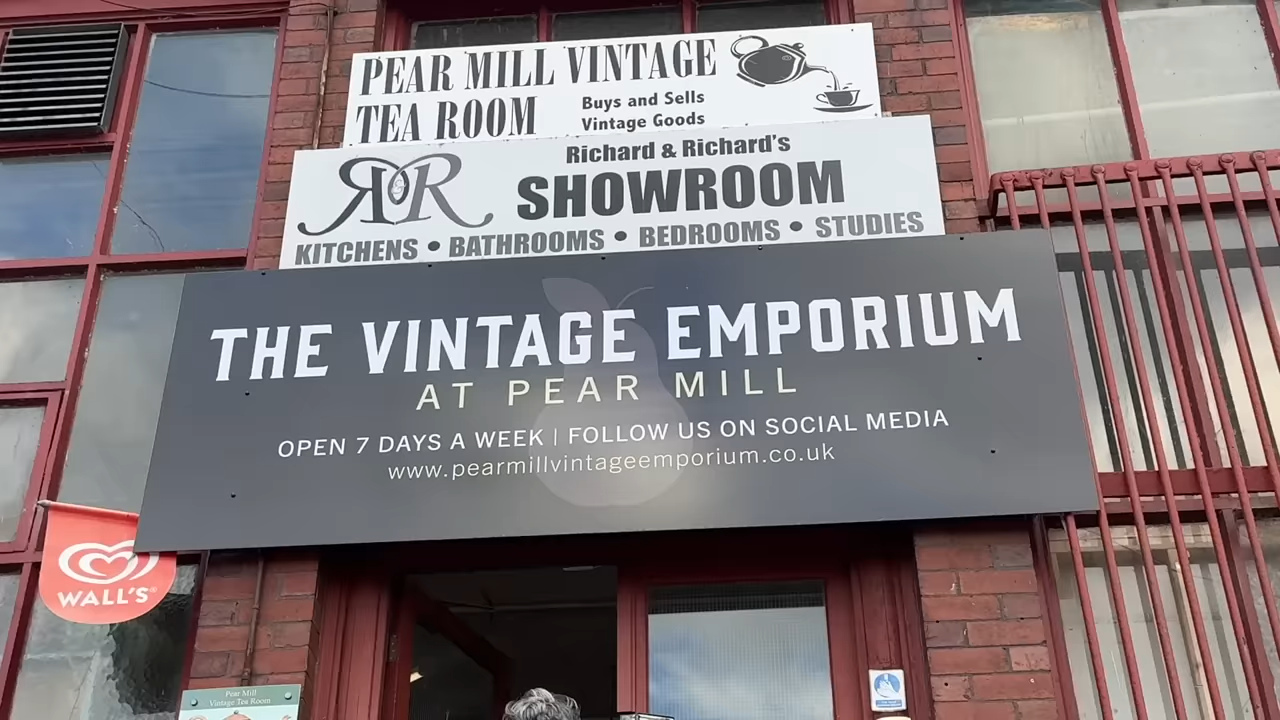 PEAR MILL VINTAGE
TEA ROOM
Buys and Sells
Vintage Goods
RR
Richard & Richard's
SHOWROOM
KITCHENS • BATHROOMS • BEDROOMS • STUDIES
THE VINTAGE EMPORIUM
AT PEAR MILL
OPEN 7 DAYS A WEEK | FOLLOW US ON SOCIAL MEDIA
www.pearmillvintageemporium.co.uk
WALL'S®
Pear Mill
Vintage Tea Room